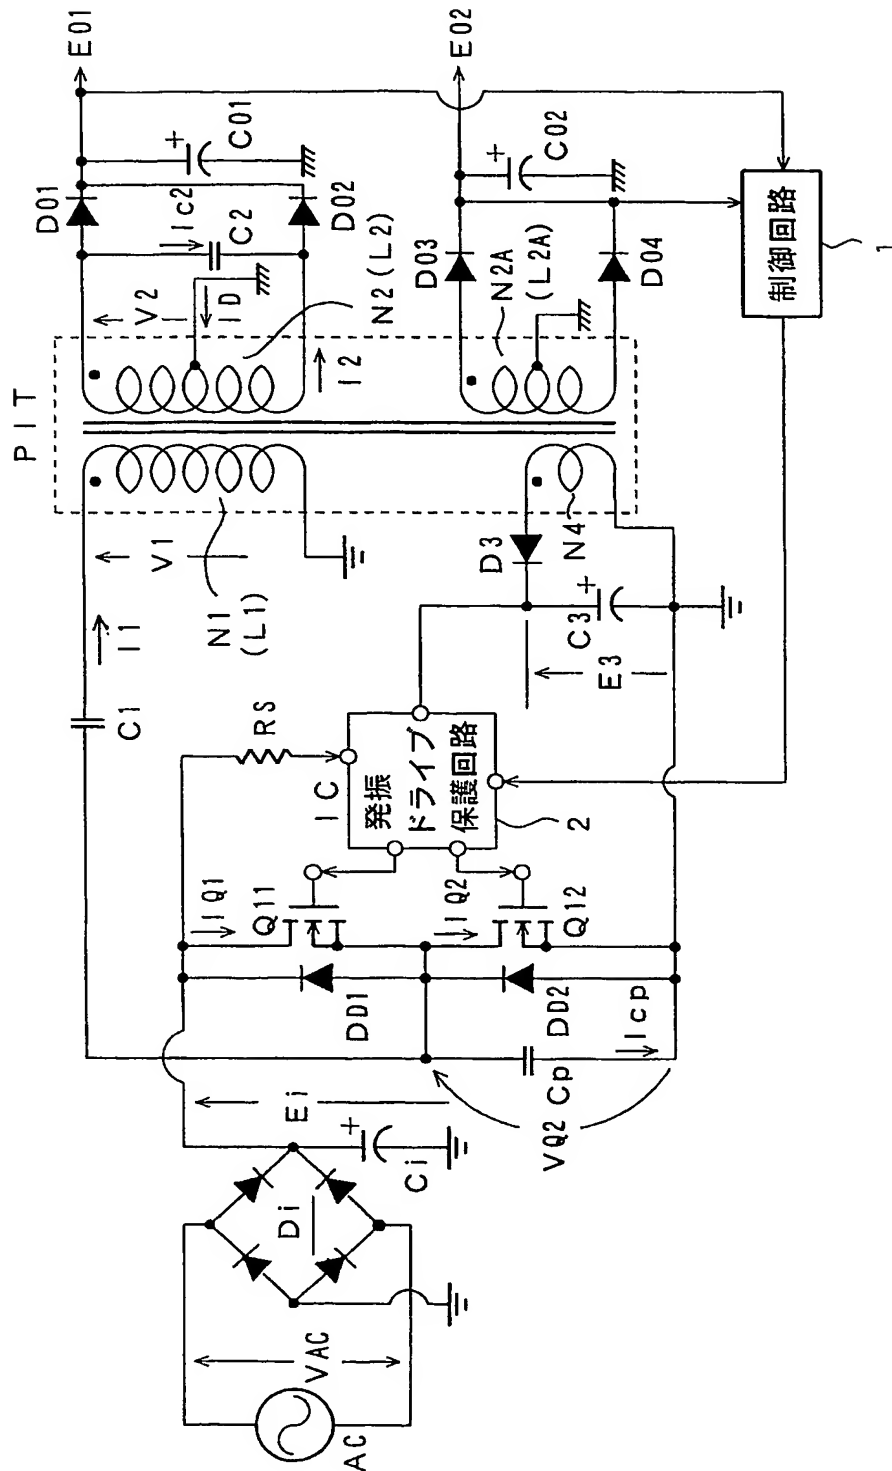 PIT
E01
E02
D01
C01
Ic2
C2
D02
V2
ID
N2(L2)
I2
D03
N2A
(L2A)
D04
C02
制御回路
1
V1
I1
N1
(L1)
C1
RS
D3
N4
C3
E3
IC
発振
ドライブ
保護回路
2
IQ1
Q11
IQ2
Q12
DD1
DD2
Cp
Icp
VQ2
Ei
Ci
Di
VAC
AC
+
+
+
+